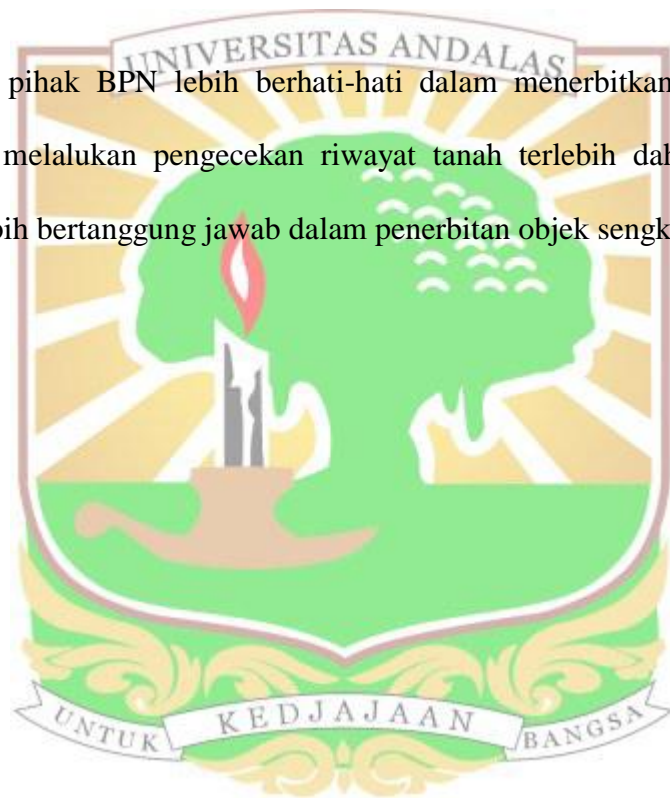 UNIVERSITAS ANDALAS
pihak BPN lebih berhati-hati dalam menerbitkan
melalukan pengecekan riwayat tanah terlebih
bertanggung jawab dalam penerbitan objek
UNTUK KEDJAJAAN BANGSA